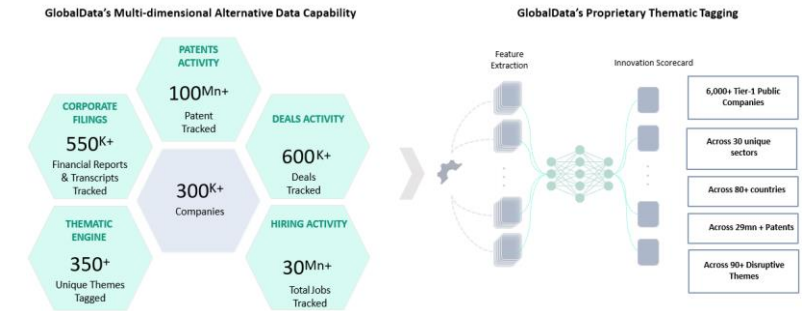 GlobalData's Multi-dimensional Alternative Data Capability
PATENTS
ACTIVITY
100Mn+
Patent
Tracked
CORPORATE
FILINGS
550K+
Financial Reports
& Transcripts
Tracked
DEALS ACTIVITY
600K+
Deals
Tracked
300K+
Companies
THEMATIC
ENGINE
350+
Unique Themes
Tagged
HIRING ACTIVITY
30Mn+
Total Jobs
Tracked
GlobalData's Proprietary Thematic Tagging
Feature
Extraction
Innovation Scorecard
6,000+ Tier-1 Public
Companies
Across 30 unique
sectors
Across 80+ countries
Across 29mn + Patents
Across 90+ Disruptive
Themes